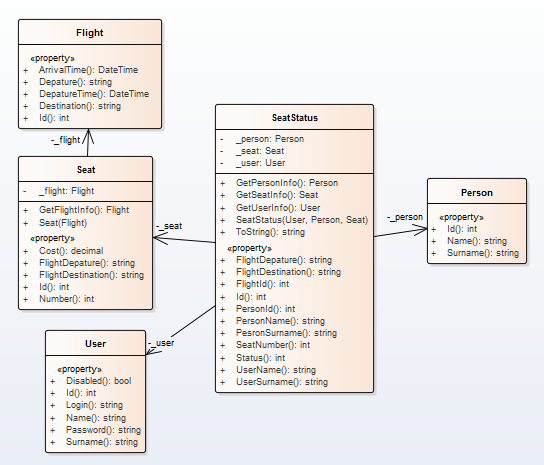 Flight
«property»
+ ArrivalTime(): DateTime
+ Depature(): string
+ DepatureTime(): DateTime
+ Destination(): string
+ Id(): int
-_flight
Seat
- _flight: Flight
+ GetFlightInfo(): Flight
+ Seat(Flight)
«property»
+ Cost(): decimal
+ FlightDepature(): string
+ FlightDestination(): string
+ Id(): int
+ Number(): int
-_seat
SeatStatus
- _person: Person
- _seat: Seat
- _user: User
+ GetPersonInfo(): Person
+ GetSeatInfo(): Seat
+ GetUserInfo(): User
+ SeatStatus(User, Person, Seat)
+ ToString(): string
«property»
+ FlightDepature(): string
+ FlightDestination(): string
+ FlightId(): int
+ Id(): int
+ PersonId(): int
+ PersonName(): string
+ PesronSurname(): string
+ SeatNumber(): int
+ Status(): int
+ UserName(): string
+ UserSurname(): string
-_person
Person
«property»
+ Id(): int
+ Name(): string
+ Surname(): string
-_user
User
«property»
+ Disabled(): bool
+ Id(): int
+ Login(): string
+ Name(): string
+ Password(): string
+ Surname(): string